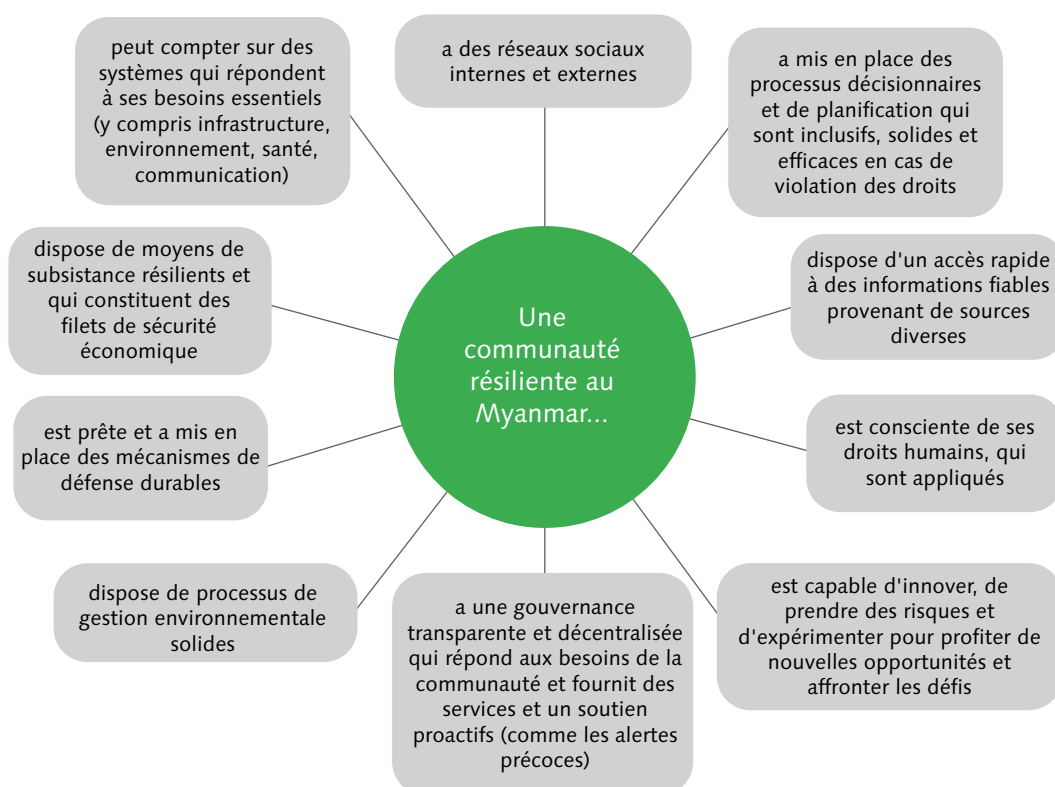 peut compter sur des
systèmes qui répondent
à ses besoins essentiels
(y compris infrastructure,
environnement, santé,
communication)
a des réseaux sociaux
internes et externes
a mis en place des
processus décisionnaires
et de planification qui
sont inclusifs, solides et
efficaces en cas de
violation des droits
dispose de moyens de
subsistance résilients et
qui constituent des
filets de sécurité
économique
Une
communauté
résiliente au
Myanmar...
dispose d'un accès rapide
à des informations fiables
provenant de sources
diverses
est prête et a mis en
place des mécanismes de
défense durables
est consciente de ses
droits humains, qui
sont appliqués
dispose de processus de
gestion environnementale
solides
a une gouvernance
transparente et décentralisée
qui répond aux besoins de la
communauté et fournit des
services et un soutien
proactifs (comme les alertes
précoces)
est capable d'innover, de
prendre des risques et
d'expérimenter pour profiter de
nouvelles opportunités et
affronter les défis